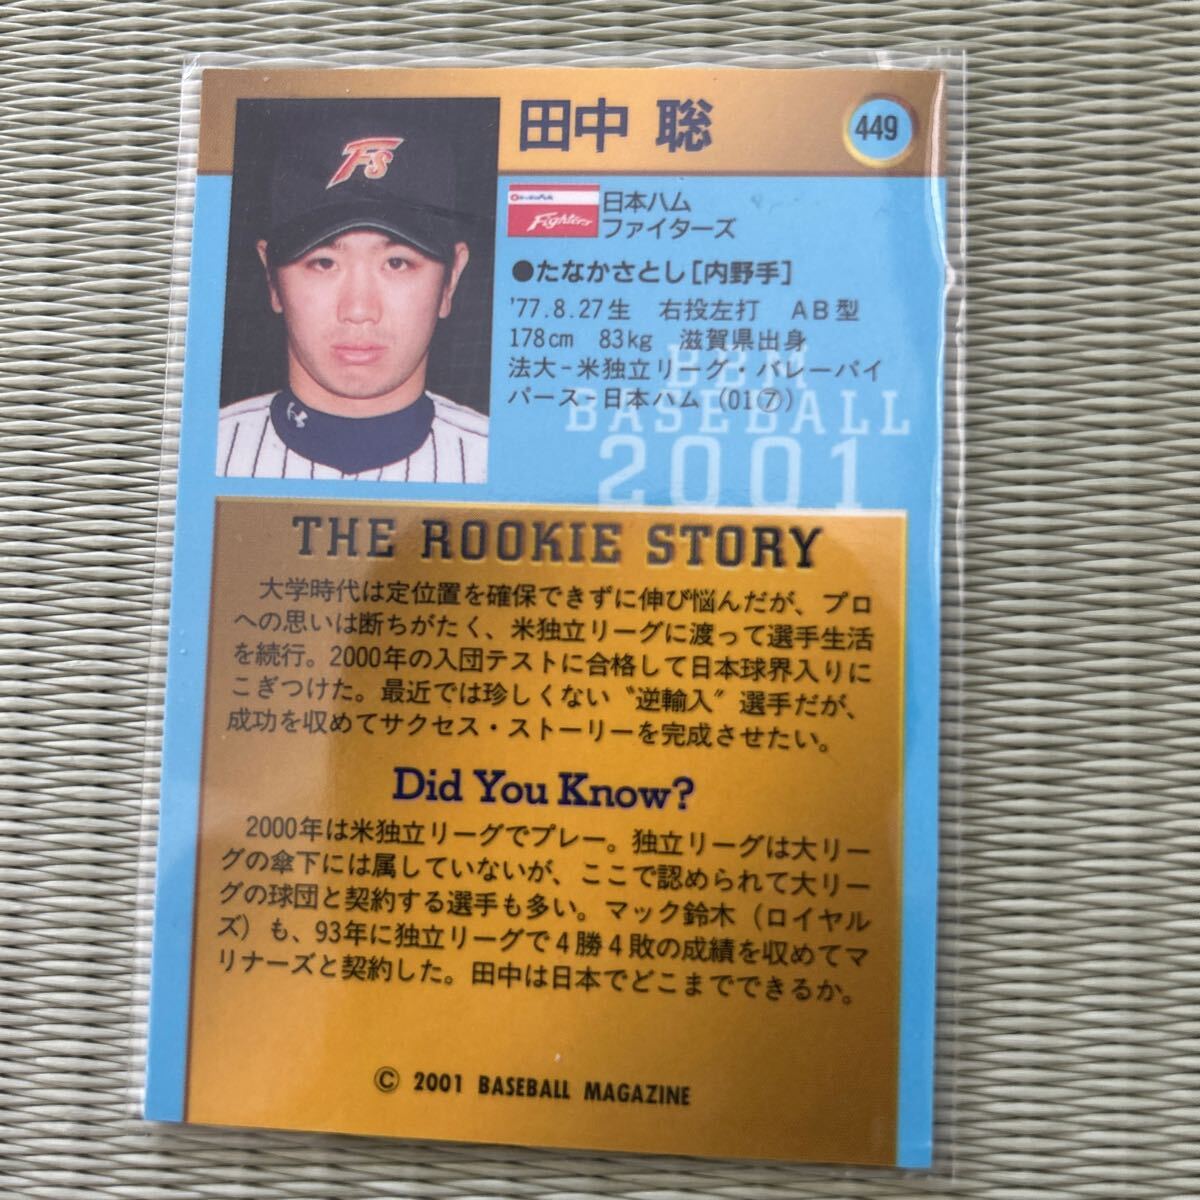 田中 聡
449
Fs
Fighters
日本ハム
ファイターズ
●たなかさとし[内野手]
'77.8.27生 右投左打 AB型
178cm 83kg 滋賀県出身
法大-米独立リーグ・バレーバイ
パース-日本ハム (01⑦)
BBM
BASEBALL
2001
THE ROOKIE STORY
大学時代は定位置を確保できずに伸び悩んだが、プロ
への思いは断ちがたく、米独立リーグに渡って選手生活
を続行。2000年の入団テストに合格して日本球界入りに
こぎつけた。最近では珍しくない〝逆輸入〟選手だが、
成功を収めてサクセス・ストーリーを完成させたい。
Did You Know?
2000年は米独立リーグでプレー。独立リーグは大リー
グの傘下には属していないが、ここで認められて大リー
グの球団と契約する選手も多い。マック鈴木(ロイヤル
ズ)も、93年に独立リーグで4勝4敗の成績を収めてマ
リナーズと契約した。田中は日本でどこまでできるか。
© 2001 BASEBALL MAGAZINE